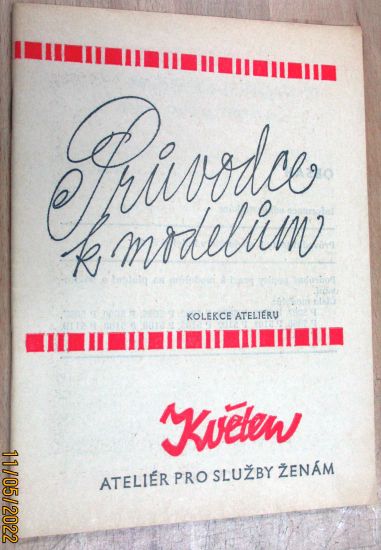 Průvodce
k modelům
KOLEKCE ATELIÉRU
Květen
ATELIÉR PRO SLUŽBY ŽENÁM
11/05/2022